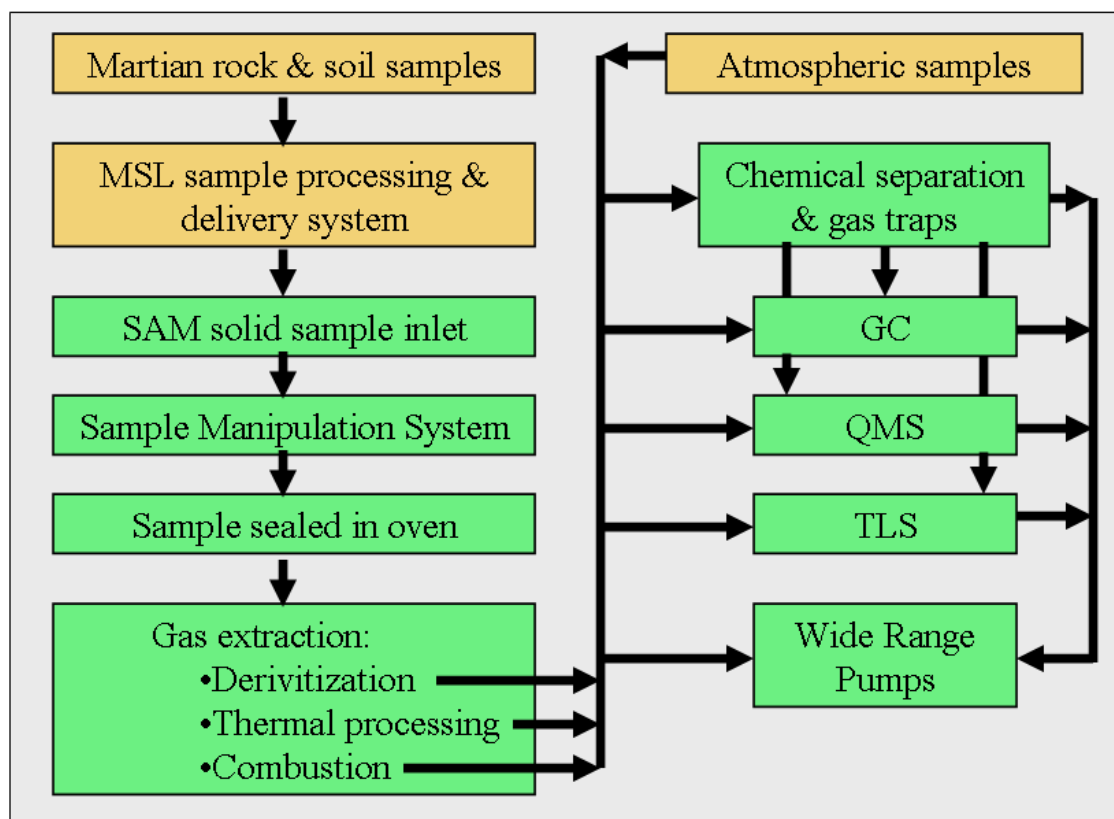 Martian rock & soil samples
MSL sample processing &
delivery system
SAM solid sample inlet
Sample Manipulation System
Sample sealed in oven
Gas extraction:
•Derivitization
•Thermal processing
•Combustion
Atmospheric samples
Chemical separation
& gas traps
GC
QMS
TLS
Wide Range
Pumps